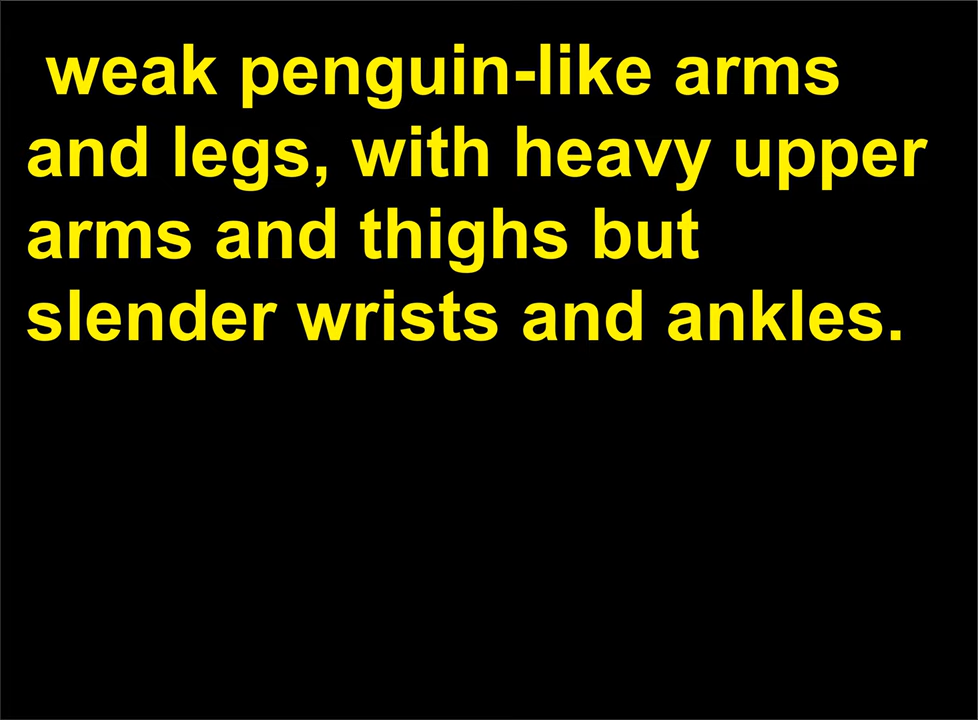 weak penguin-like arms
and legs, with heavy upper
arms and thighs but
slender wrists and ankles.